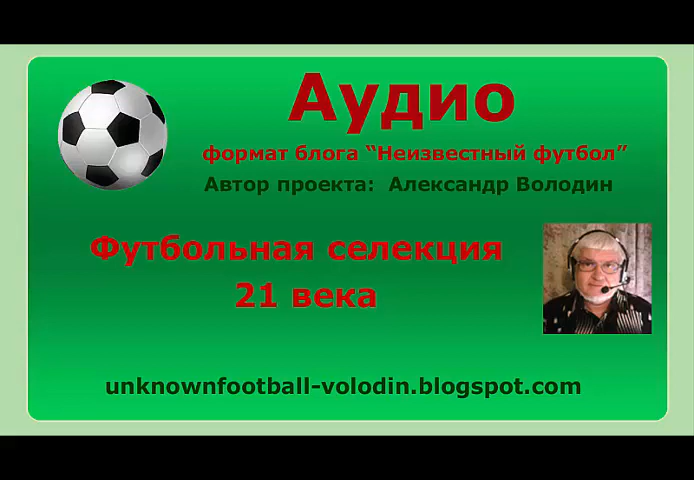 Аудио
формат блога “Неизвестный футбол”
Автор проекта: Александр Володин
Футбольная селекция
21 века
unknownfootball-volodin.blogspot.com